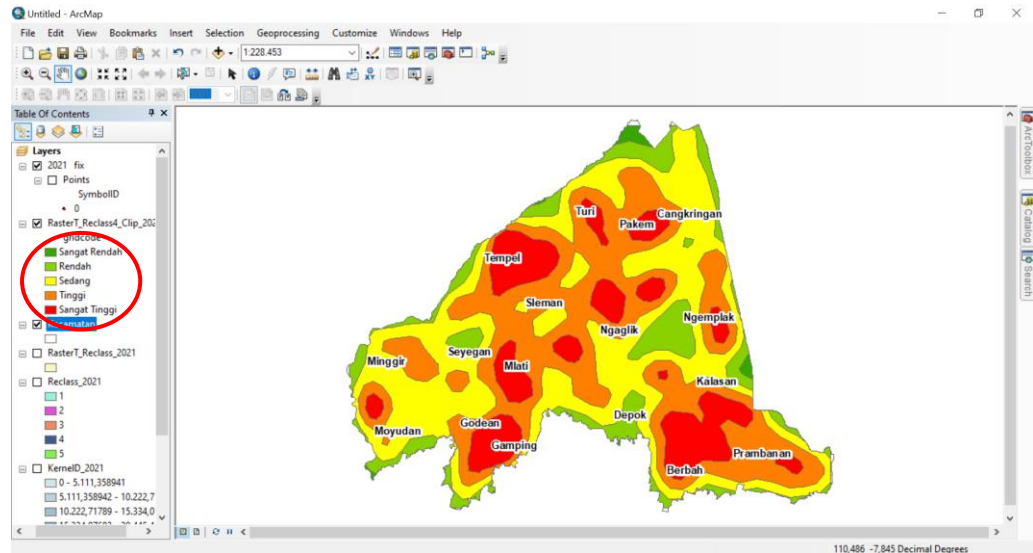 Untitled - ArcMap
File Edit View Bookmarks Insert Selection Geoprocessing Customize Windows Help
1:228.453
Table Of Contents
Layers
2021 fix
Points
SymbolID
0
RasterT_Reclass4_Clip_202
gridcode
Sangat Rendah
Rendah
Sedang
Tinggi
Sangat Tinggi
Kecamatan
RasterT_Reclass_2021
Reclass_2021
1
2
3
4
5
KernelD_2021
0 - 5.111,358941
5.111,358942 - 10.222,7
10.222,71789 - 15.334,0
Turi
Pakem
Cangkringan
Tempel
Sleman
Ngaglik
Ngemplak
Minggir
Seyegan
Mlati
Kalasan
Moyudan
Godean
Depok
Gamping
Berbah
Prambanan
ArcToolbox
Catalog
Search
110,486 -7,845 Decimal Degrees